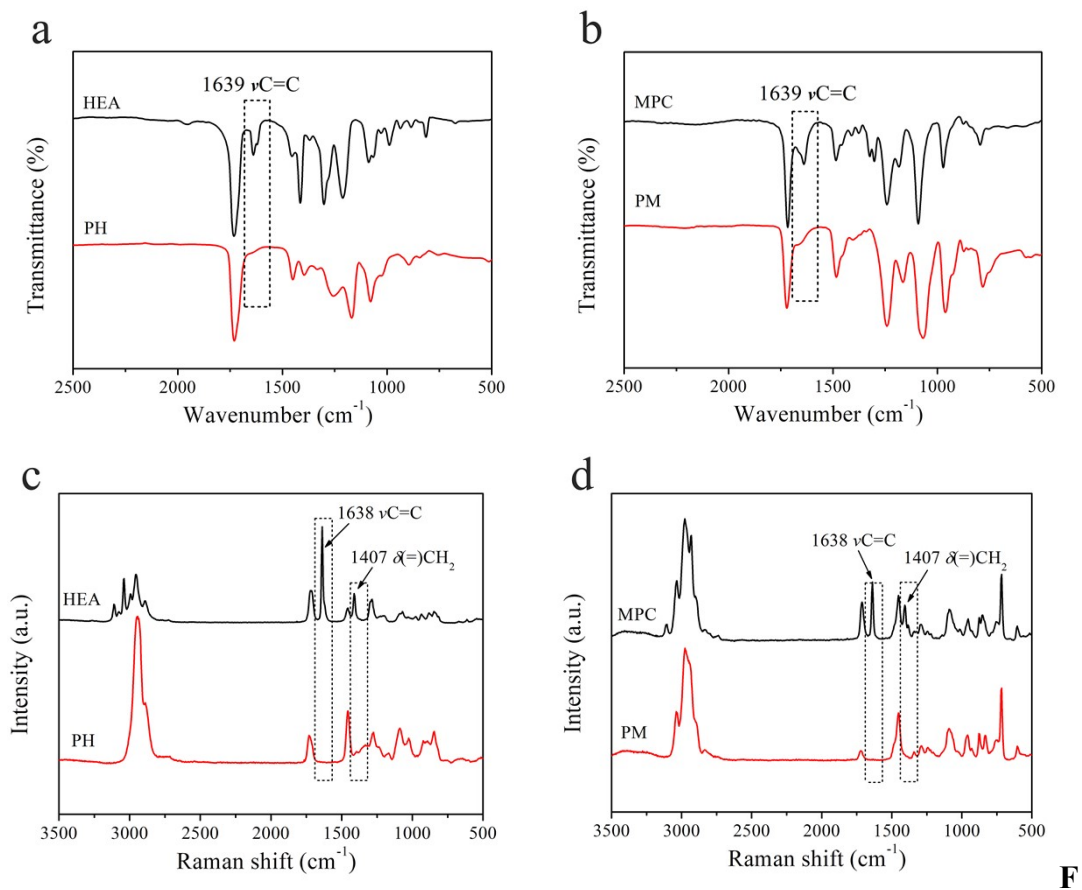 a
1639 νC=C
HEA
PH
Transmittance (%)
2500 2000 1500 1000 500
Wavenumber (cm⁻¹)
b
1639 νC=C
MPC
PM
Transmittance (%)
2500 2000 1500 1000 500
Wavenumber (cm⁻¹)
c
1638 νC=C
1407 δ(=)CH₂
HEA
PH
Intensity (a.u.)
3500 3000 2500 2000 1500 1000 500
Raman shift (cm⁻¹)
d
1638 νC=C
1407 δ(=)CH₂
MPC
PM
Intensity (a.u.)
3500 3000 2500 2000 1500 1000 500
Raman shift (cm⁻¹)
F